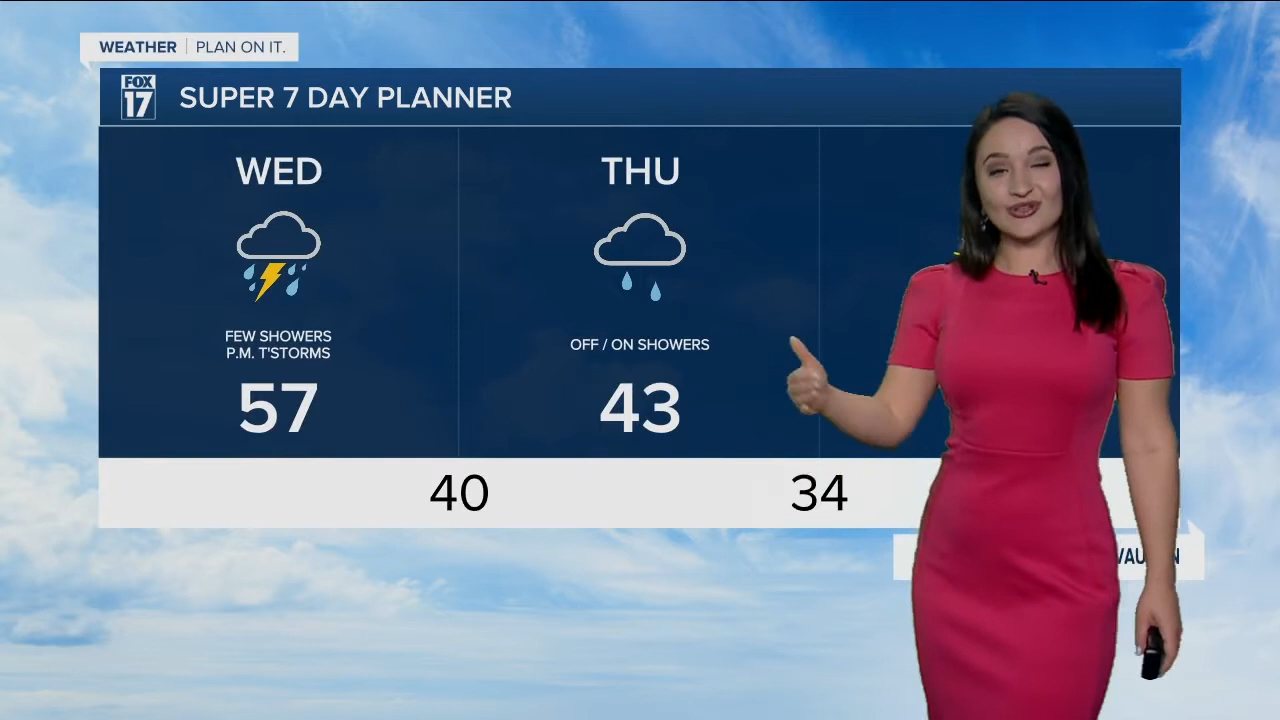 WEATHER PLAN ON IT.
FOX
17
SUPER 7 DAY PLANNER
WED
THU
FEW SHOWERS
P.M. T'STORMS
OFF / ON SHOWERS
57
43
40
34